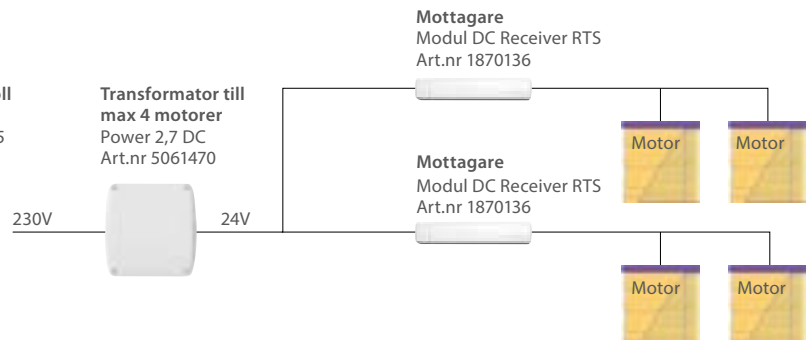 Mottagare
Modul DC Receiver RTS
Art.nr 1870136
Transformator till
max 4 motorer
Power 2,7 DC
Art.nr 5061470
Motor
Motor
Mottagare
Modul DC Receiver RTS
Art.nr 1870136
230V
24V
Motor
Motor